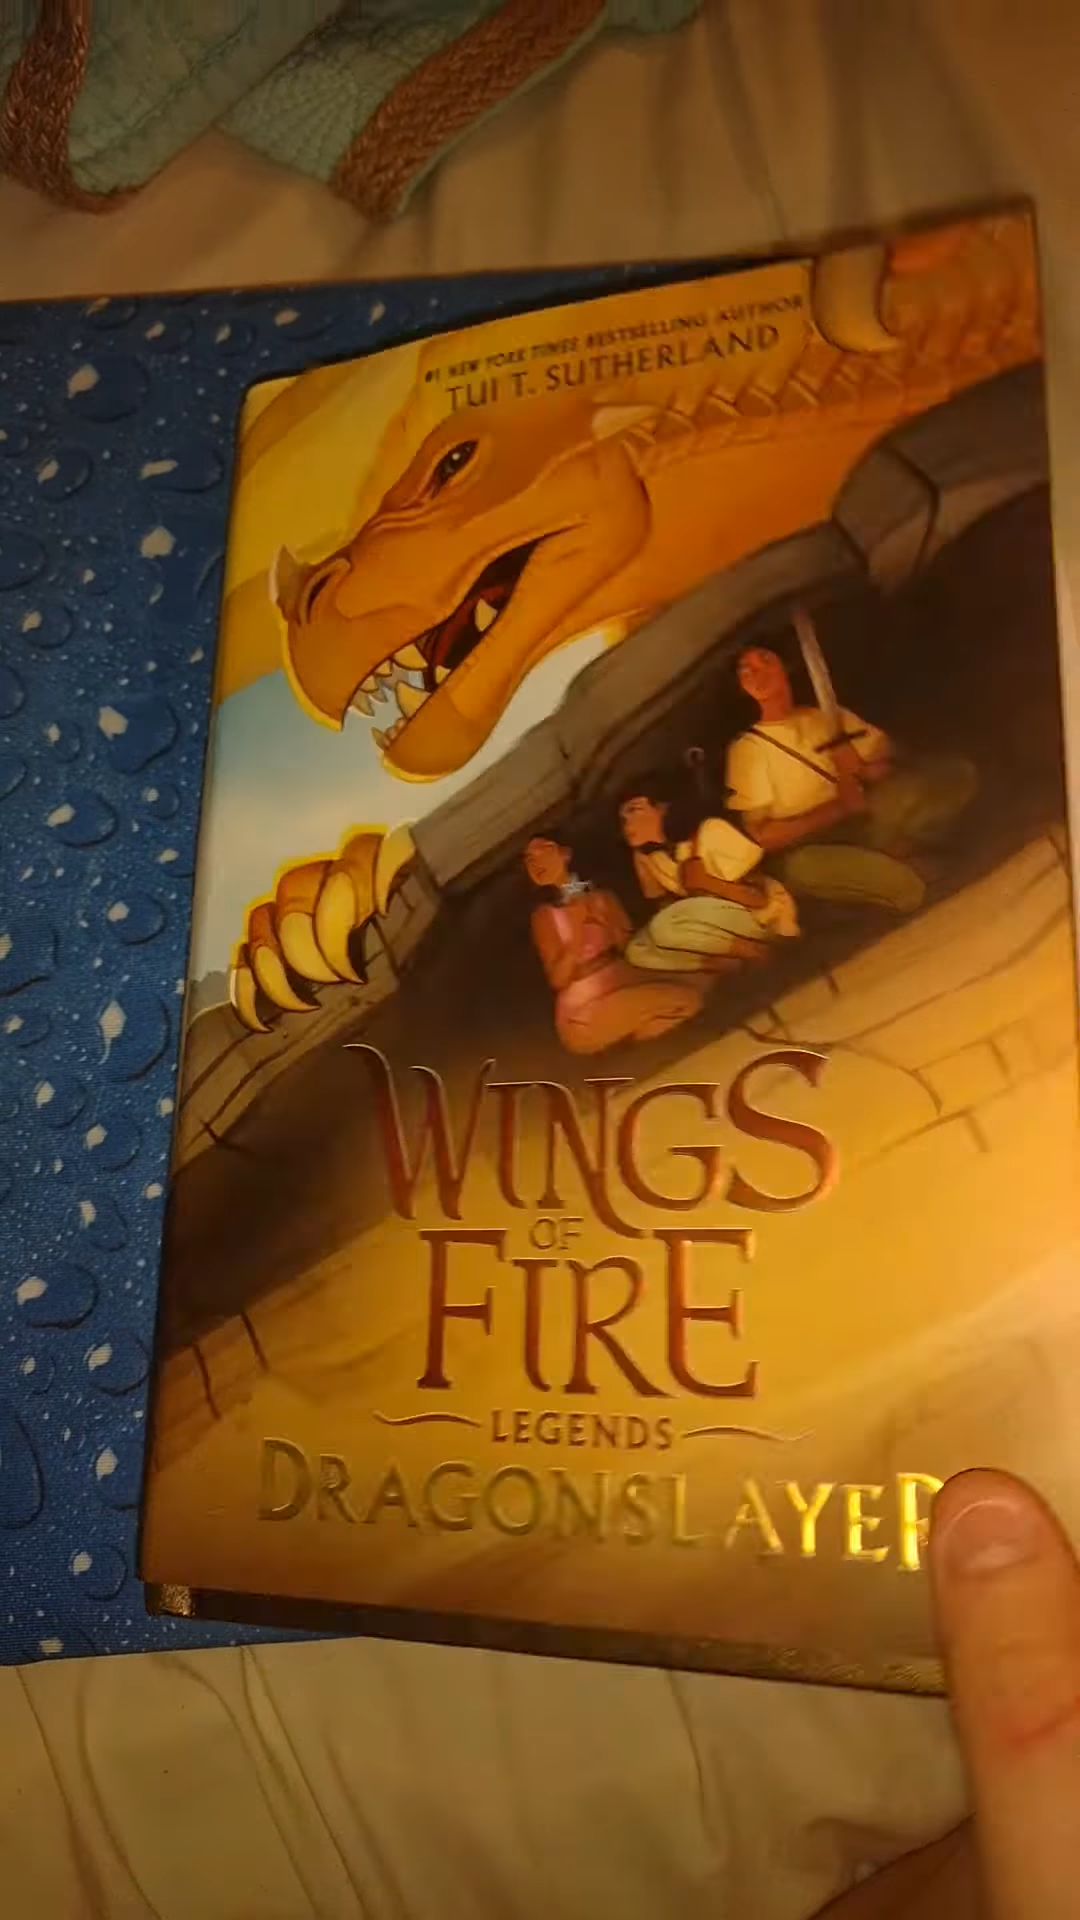 #1 NEW YORK TIMES BESTSELLING AUTHOR
TUI T. SUTHERLAND
WINGS
OF
FIRE
LEGENDS
DRAGONSLAYER